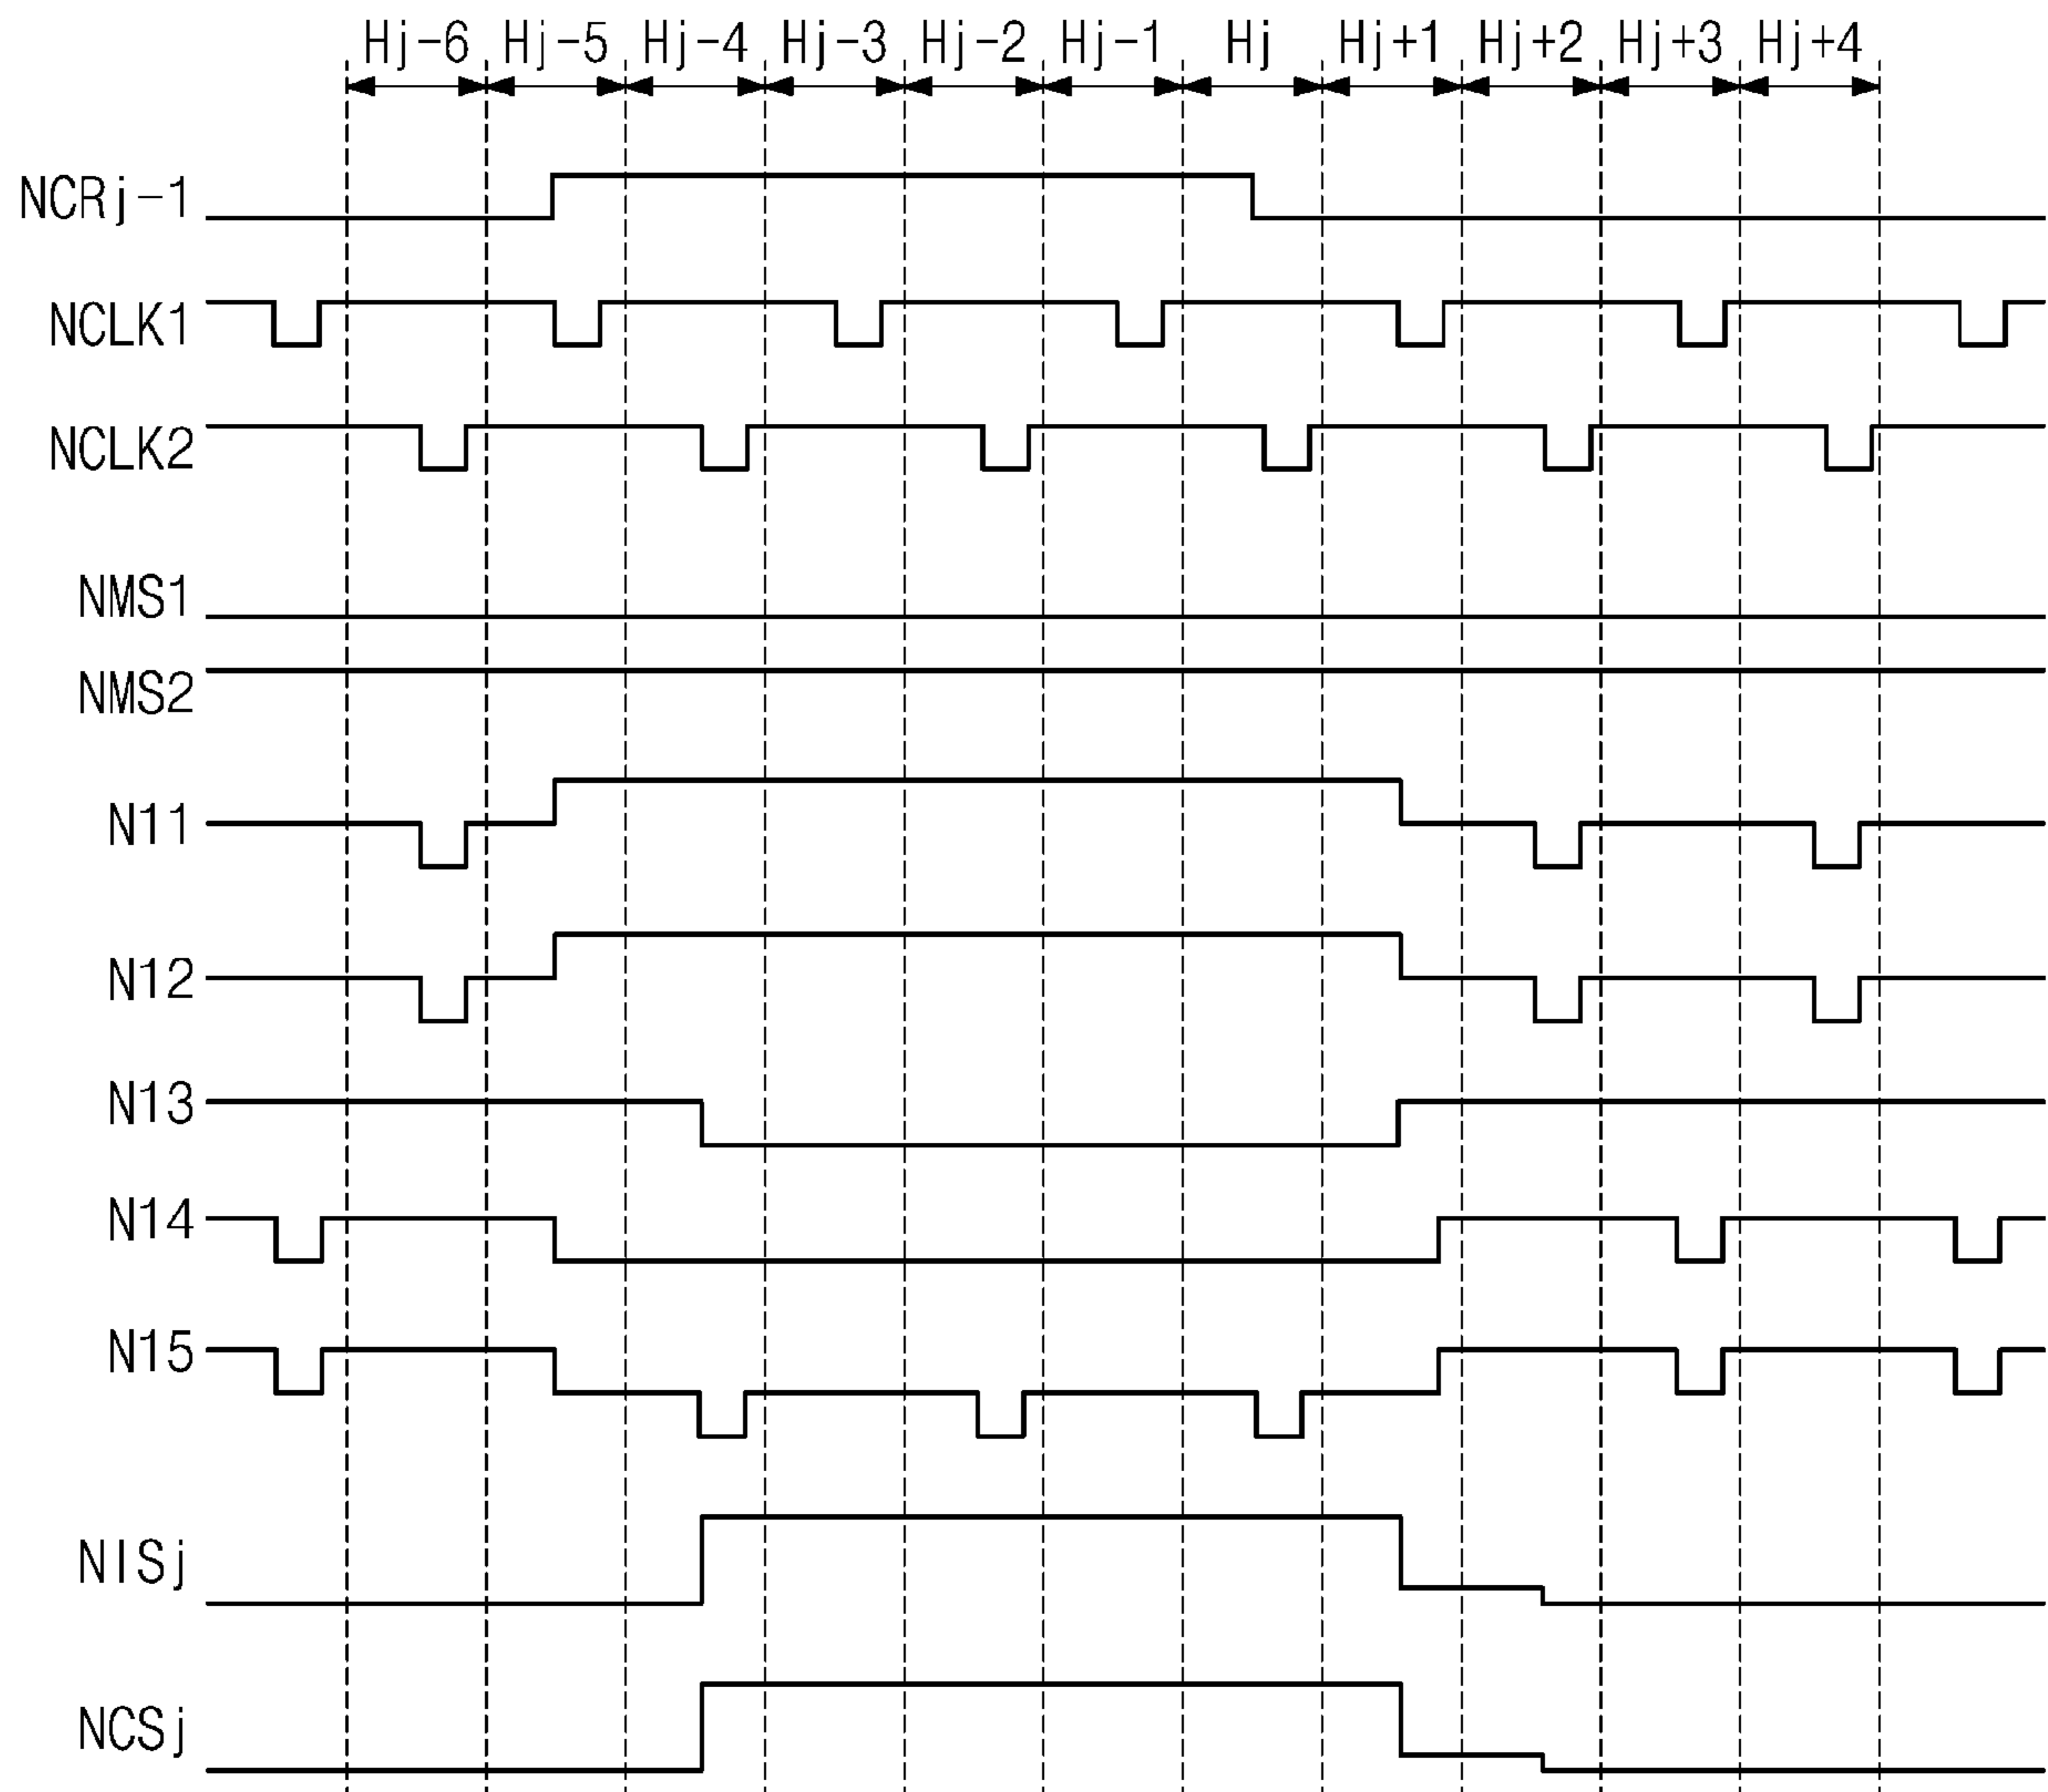 Hj-6 Hj-5 Hj-4 Hj-3 Hj-2 Hj-1 Hj Hj+1 Hj+2 Hj+3 Hj+4
NCRj-1
NCLK1
NCLK2
NMS1
NMS2
N11
N12
N13
N14
N15
NISj
NCSj